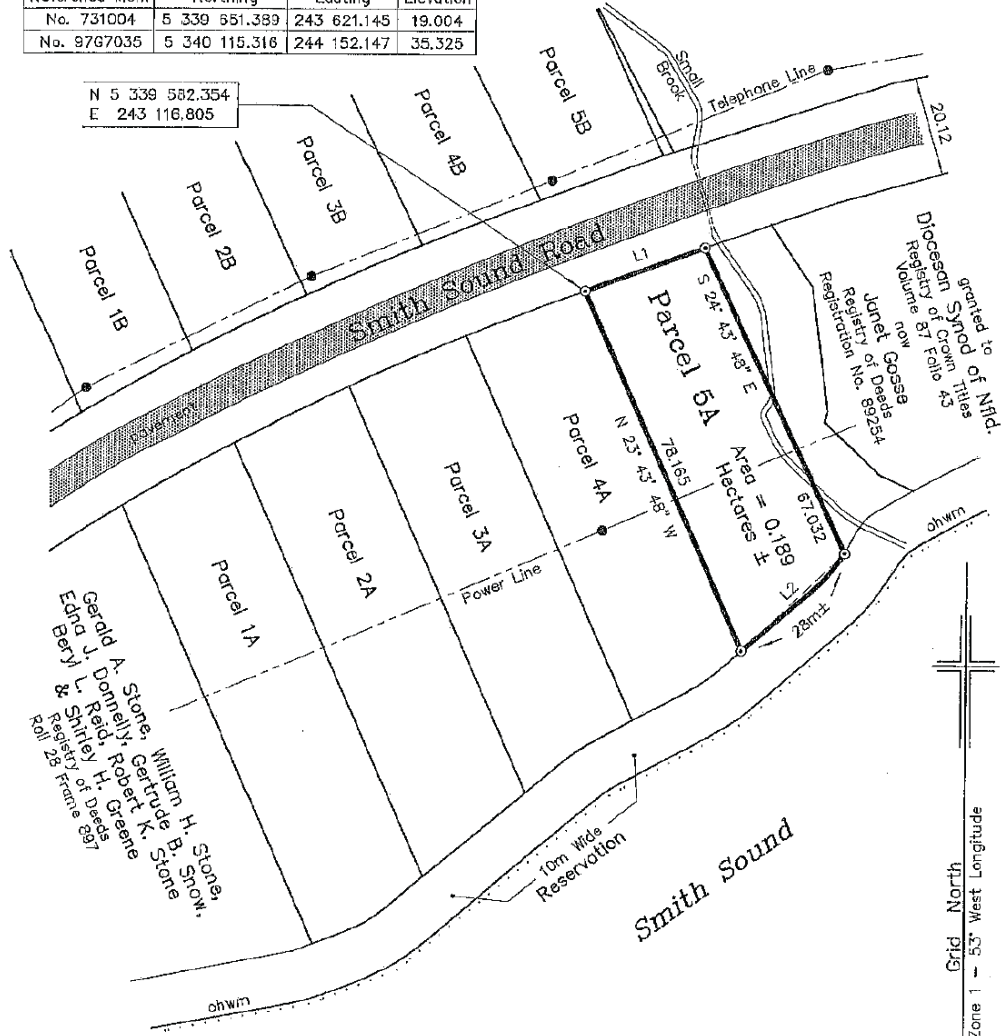 No. 731004 5 339 551.389 243 621.145 19.004
No. 97G7035 5 340 115.316 244 152.147 35.325
N 5 339 582.354
E 243 116.805
Parcel 1B
Parcel 2B
Parcel 3B
Parcel 4B
Parcel 5B
Small
Brook
Telephone Line
20.12
Smith Sound Road
pavement
L1
S 24° 43' 48" E
67.032
Parcel 5A
Area = 0.189
Hectares ±
78.165
N 23° 43' 48" W
L2
28m±
granted to
Diocesan Synod of Nfld.
Registry of Crown Titles
Volume 87 Folio 43
now
Janet Gosse
Registry of Deeds
Registration No. 89254
Parcel 4A
Parcel 3A
Parcel 2A
Parcel 1A
Power Line
ohwm
Gerald A. Stone, William H. Stone,
Edna J. Donnelly, Gertrude B. Snow,
Beryl L. Reid, Robert K. Stone
& Shirley H. Greene
Registry of Deeds
Roll 28 Frame 897
10m Wide
Reservation
Smith Sound
ohwm
Grid North
Zone 1 - 53° West Longitude